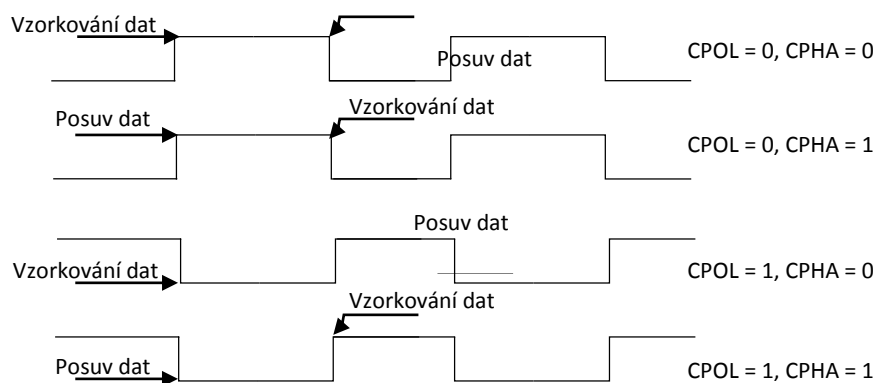 Vzorkování dat
Posuv dat
CPOL = 0, CPHA = 0
Vzorkování dat
Posuv dat
CPOL = 0, CPHA = 1
Posuv dat
Vzorkování dat
CPOL = 1, CPHA = 0
Vzorkování dat
Posuv dat
CPOL = 1, CPHA = 1